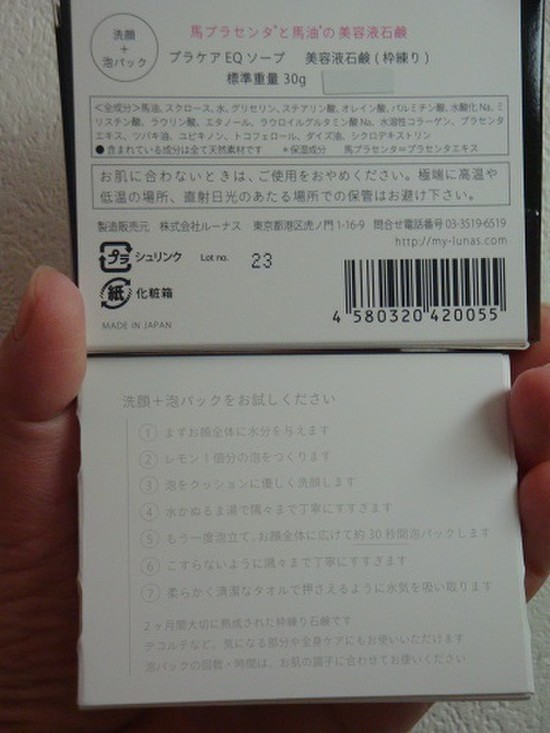 洗顔
+
泡パック
馬プラセンタ*と馬油*の美容液石鹸
プラケア EQ ソープ 美容液石鹸（枠練り）
標準重量 30g
＜全成分＞馬油、スクロース、水、グリセリン、ステアリン酸、オレイン酸、パルミチン酸、水酸化 Na、ミ
リスチン酸、ラウリン酸、エタノール、ラウロイルグルタミン酸 Na、水溶性コラーゲン、プラセンタ
エキス、ツバキ油、ユビキノン、トコフェロール、ダイズ油、シクロデキストリン
●含まれている成分は全て天然素材です ＊保湿成分 馬プラセンタ＝プラセンタエキス
お肌に合わないときは、ご使用をおやめください。極端に高温や
低温の場所、直射日光のあたる場所での保管はお避け下さい。
製造販売元 株式会社ルーナス 東京都港区虎ノ門 1-16-9 問合せ電話番号 03-3519-6519
http://my-lunas.com
プラ シュリンク Lot no. 23
紙 化粧箱
4 580320 420055
MADE IN JAPAN
洗顔＋泡パックをお試しください
① まずお顔全体に水分を与えます
② レモン1個分の泡をつくります
③ 泡をクッションに優しく洗顔します
④ 水かぬるま湯で隅々まで丁寧にすすぎます
⑤ もう一度泡立て、お顔全体に広げて約 30 秒間泡パックします
⑥ こすらないように隅々まで丁寧にすすぎます
⑦ 柔らかく清潔なタオルで押さえるように水気を吸い取ります
2ヶ月間大切に熟成された枠練り石鹸です
デコルテなど、気になる部分や全身ケアにもお使いいただけます
泡パックの回数・時間は、お肌の調子に合わせてお使いください